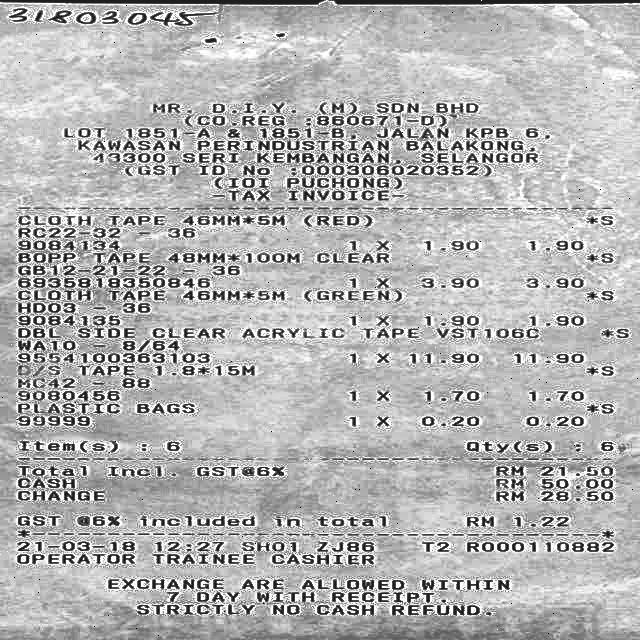 31803045
MR. D.I.Y. (M) SDN BHD
(CO.REG :860671-D)
LOT 1851-A & 1851-B, JALAN KPB 6,
KAWASAN PERINDUSTRIAN BALAKONG,
43300 SERI KEMBANGAN, SELANGOR
(GST ID No :000306020352)
(IOI PUCHONG)
-TAX INVOICE-
CLOTH TAPE 46MM*5M (RED) *S
RC22-32 - 36
9084134 1 X 1.90 1.90
BOPP TAPE 48MM*100M CLEAR *S
GB12-21-22 - 36
6935818350846 1 X 3.90 3.90
CLOTH TAPE 46MM*5M (GREEN) *S
HD03 - 36
9084135 1 X 1.90 1.90
DBL SIDE CLEAR ACRYLIC TAPE VST106C *S
WA10 - 8/64
9554100363103 1 X 11.90 11.90
D/S TAPE 1.8*15M *S
MC42 - 88
9080456 1 X 1.70 1.70
PLASTIC BAGS *S
99999 1 X 0.20 0.20
Item(s) : 6 Qty(s) : 6
Total Incl. GST@6% RM 21.50
CASH RM 50.00
CHANGE RM 28.50
GST @6% included in total RM 1.22
*--------------------------------------*
21-03-18 12:27 SH01 ZJ86 T2 R000110882
OPERATOR TRAINEE CASHIER
EXCHANGE ARE ALLOWED WITHIN
7 DAY WITH RECEIPT.
STRICTLY NO CASH REFUND.